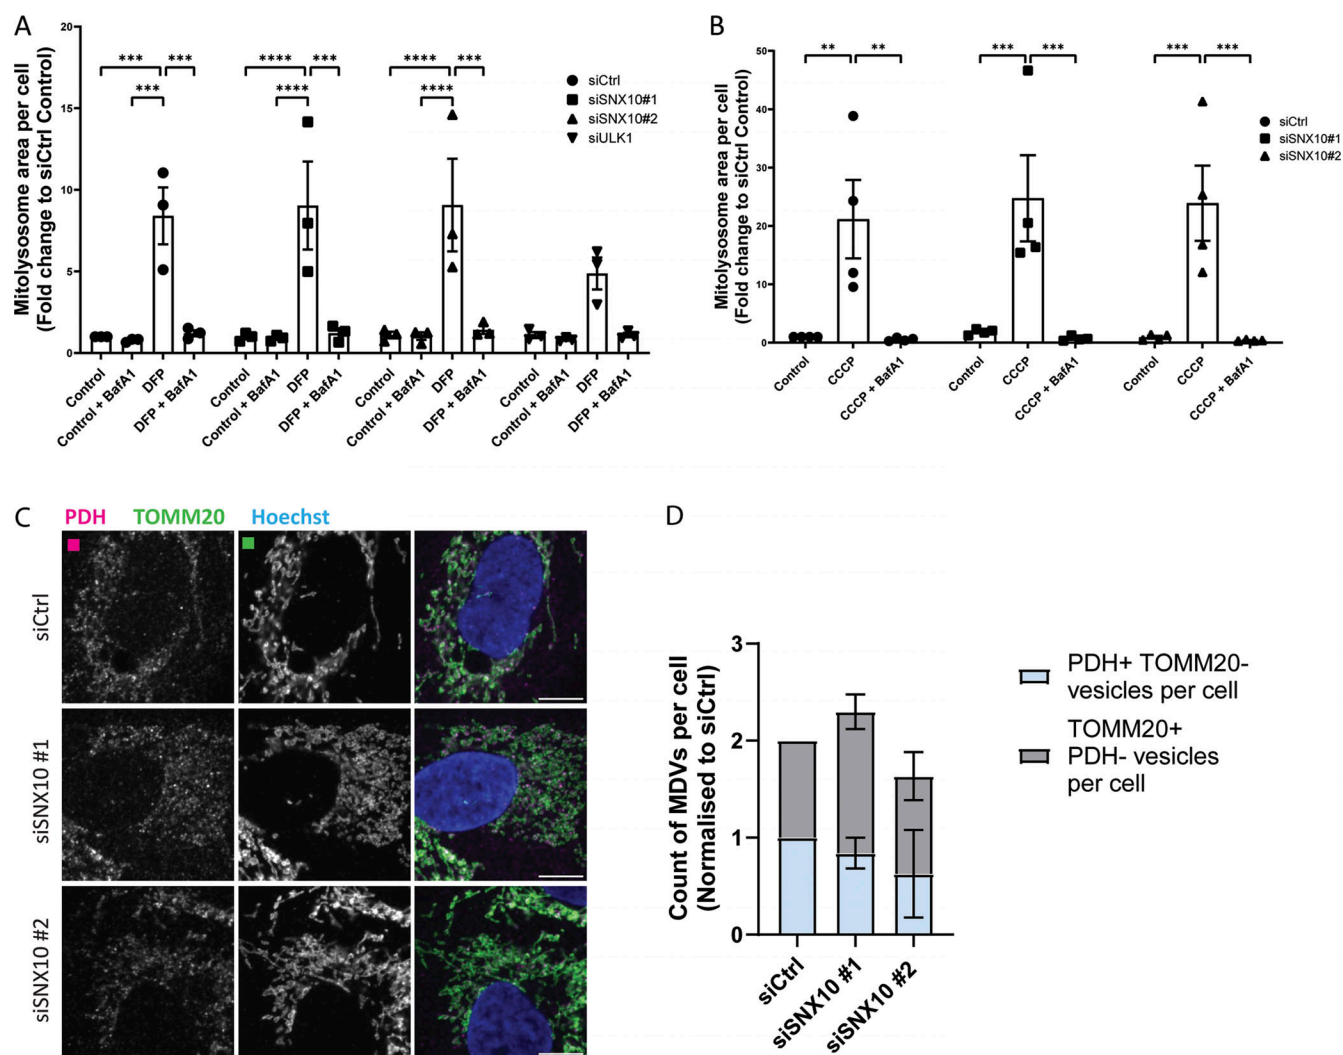 A
Mitolysosome area per cell
(Fold change to siCtrl Control)
20
15
10
5
0
*** ***
***
**** ***
****
**** ***
****
siCtrl
siSNX10#1
siSNX10#2
siULK1
Control
Control + BafA1
DFP
DFP + BafA1
Control
Control + BafA1
DFP
DFP + BafA1
Control
Control + BafA1
DFP
DFP + BafA1
Control
Control + BafA1
DFP
DFP + BafA1
B
Mitolysosome area per cell
(Fold change to siCtrl Control)
50
40
30
20
10
0
** **
*** ***
*** ***
siCtrl
siSNX10#1
siSNX10#2
Control
CCCP
CCCP + BafA1
Control
CCCP
CCCP + BafA1
Control
CCCP
CCCP + BafA1
C
PDH TOMM20 Hoechst
siCtrl
siSNX10 #1
siSNX10 #2
D
Count of MDVs per cell
(Normalised to siCtrl)
3
2
1
0
siCtrl
siSNX10 #1
siSNX10 #2
PDH+ TOMM20-
vesicles per cell
TOMM20+
PDH- vesicles
per cell